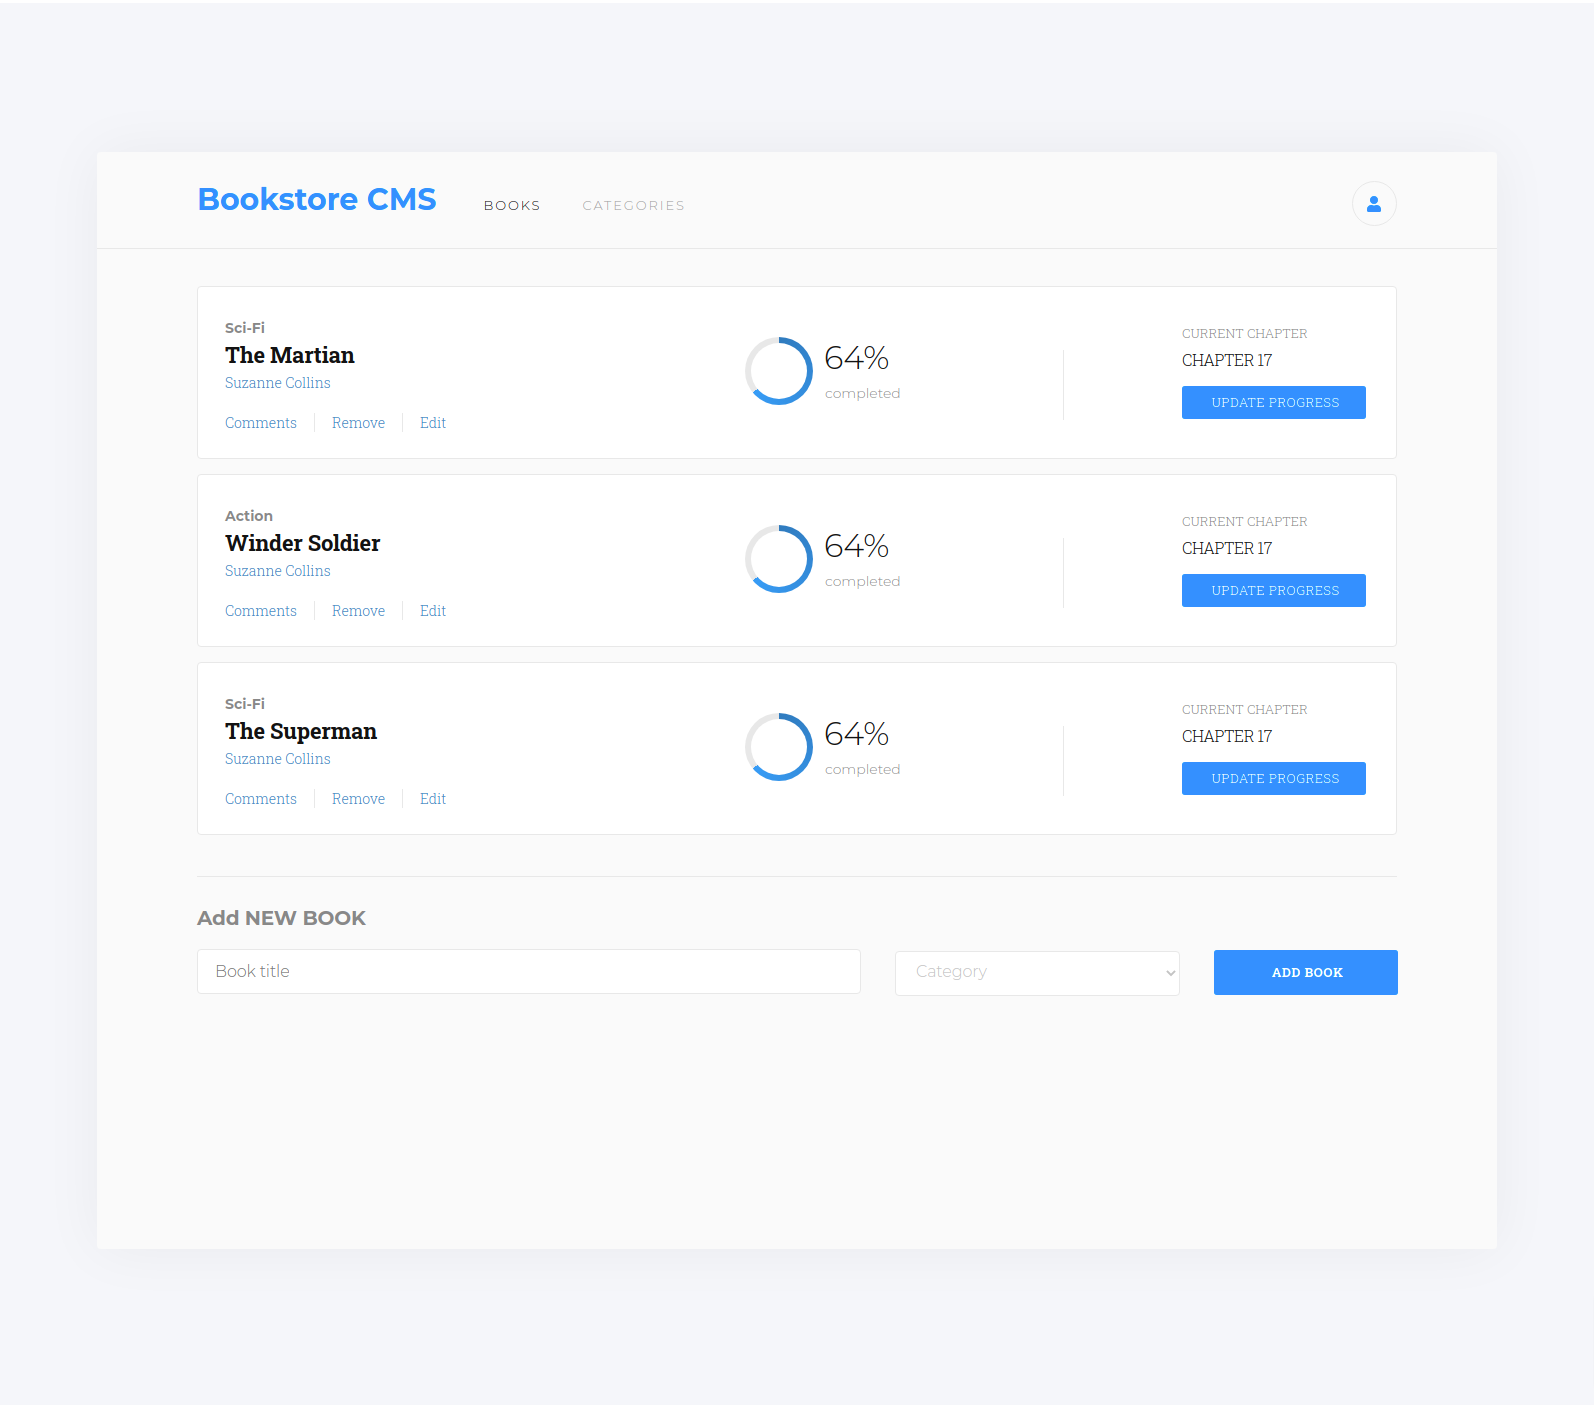 Bookstore CMS
BOOKS
CATEGORIES
Sci-Fi
The Martian
Suzanne Collins
Comments
Remove
Edit
64%
completed
CURRENT CHAPTER
CHAPTER 17
UPDATE PROGRESS
Action
Winder Soldier
Suzanne Collins
Comments
Remove
Edit
64%
completed
CURRENT CHAPTER
CHAPTER 17
UPDATE PROGRESS
Sci-Fi
The Superman
Suzanne Collins
Comments
Remove
Edit
64%
completed
CURRENT CHAPTER
CHAPTER 17
UPDATE PROGRESS
Add NEW BOOK
Book title
Category
ADD BOOK